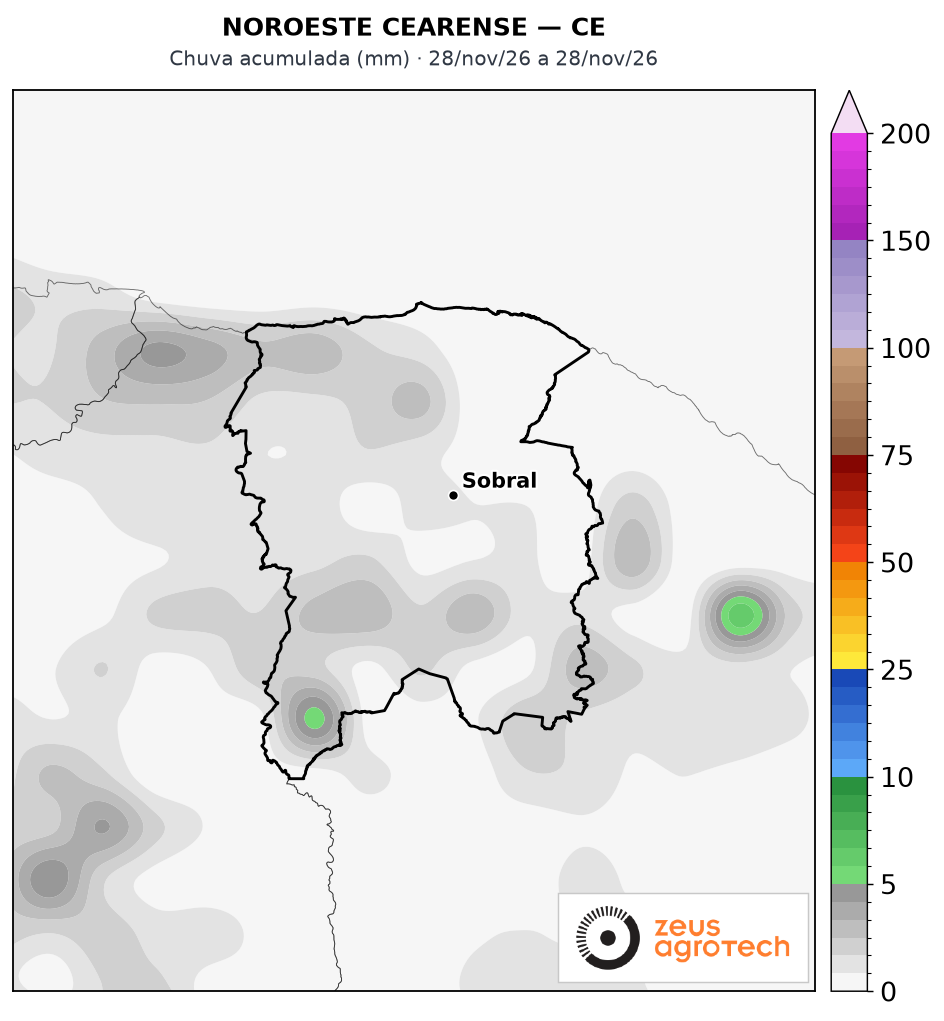 NOROESTE CEARENSE — CE
Chuva acumulada (mm) · 28/nov/26 a 28/nov/26
200
150
100
75
50
25
10
5
0
Sobral
zeus
agrotech